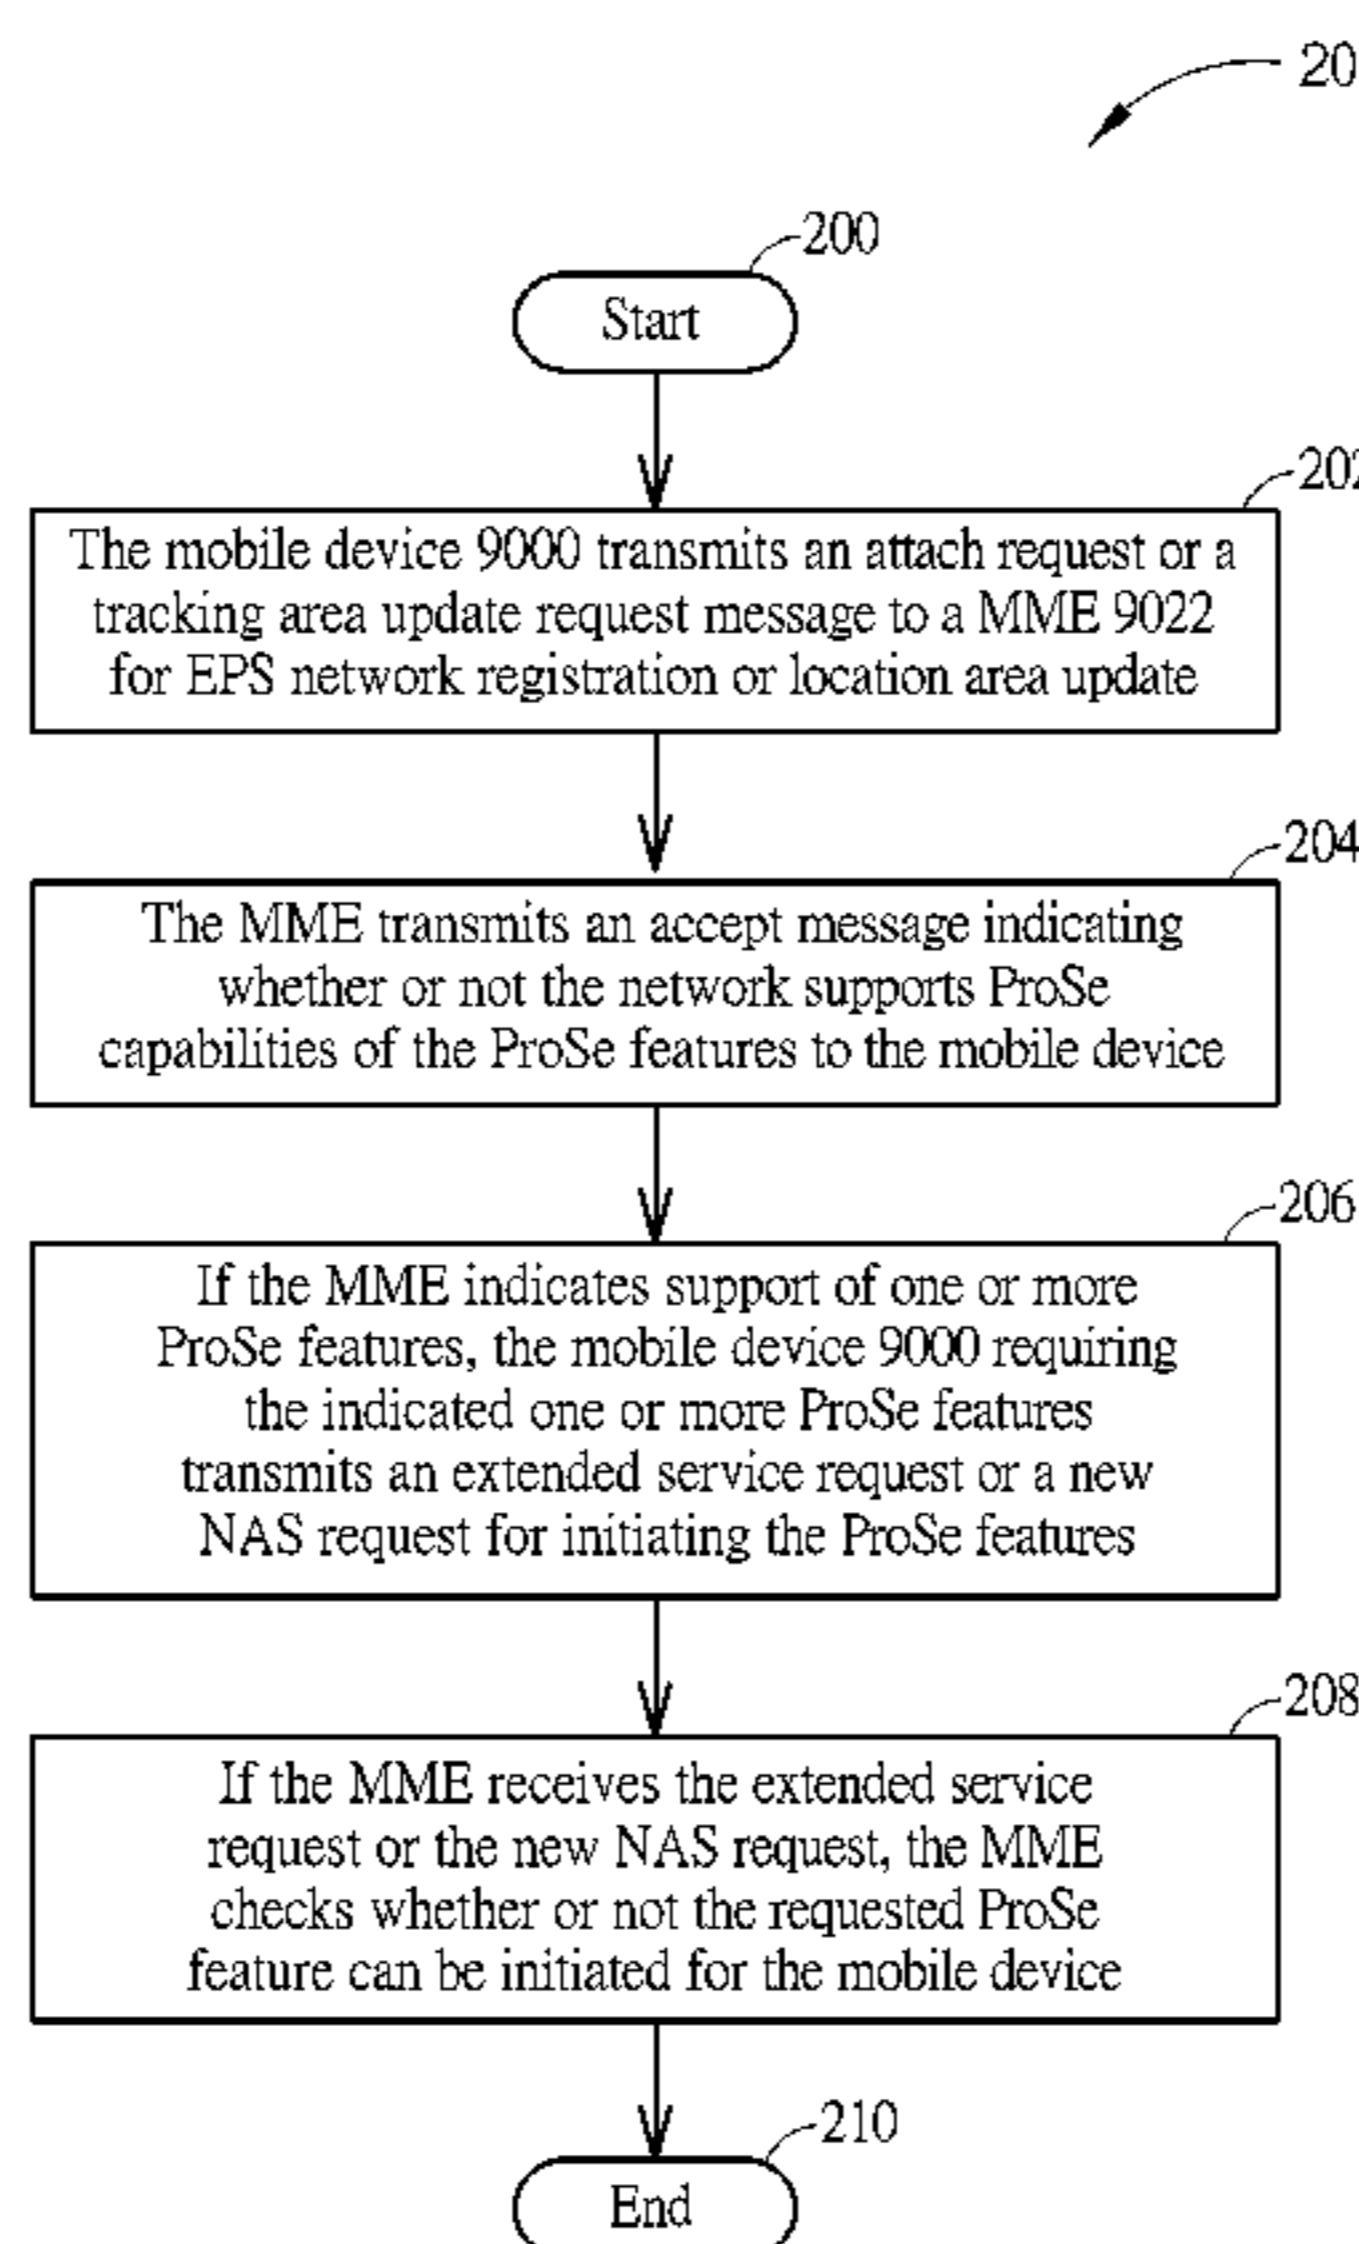 20
200
Start
202
The mobile device 9000 transmits an attach request or a
tracking area update request message to a MME 9022
for EPS network registration or location area update
204
The MME transmits an accept message indicating
whether or not the network supports ProSe
capabilities of the ProSe features to the mobile device
206
If the MME indicates support of one or more
ProSe features, the mobile device 9000 requiring
the indicated one or more ProSe features
transmits an extended service request or a new
NAS request for initiating the ProSe features
208
If the MME receives the extended service
request or the new NAS request, the MME
checks whether or not the requested ProSe
feature can be initiated for the mobile device
210
End